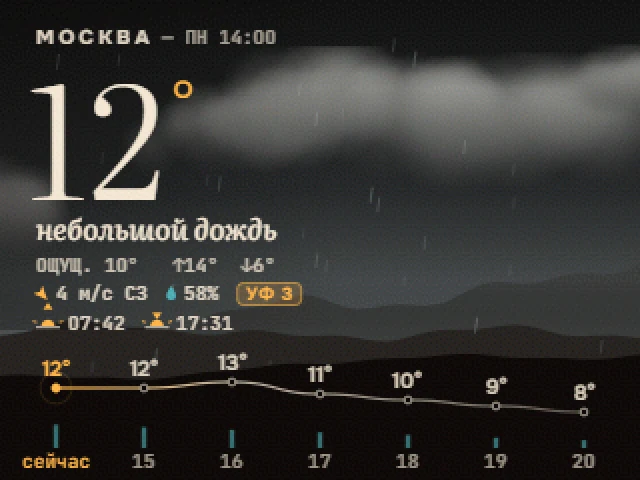 МОСКВА — ПН 14:00
12°
небольшой дождь
ОЩУЩ. 10° ↑14° ↓6°
4 м/с СЗ 58% УФ 3
07:42 17:31
12° 12° 13° 11° 10° 9° 8°
сейчас 15 16 17 18 19 20